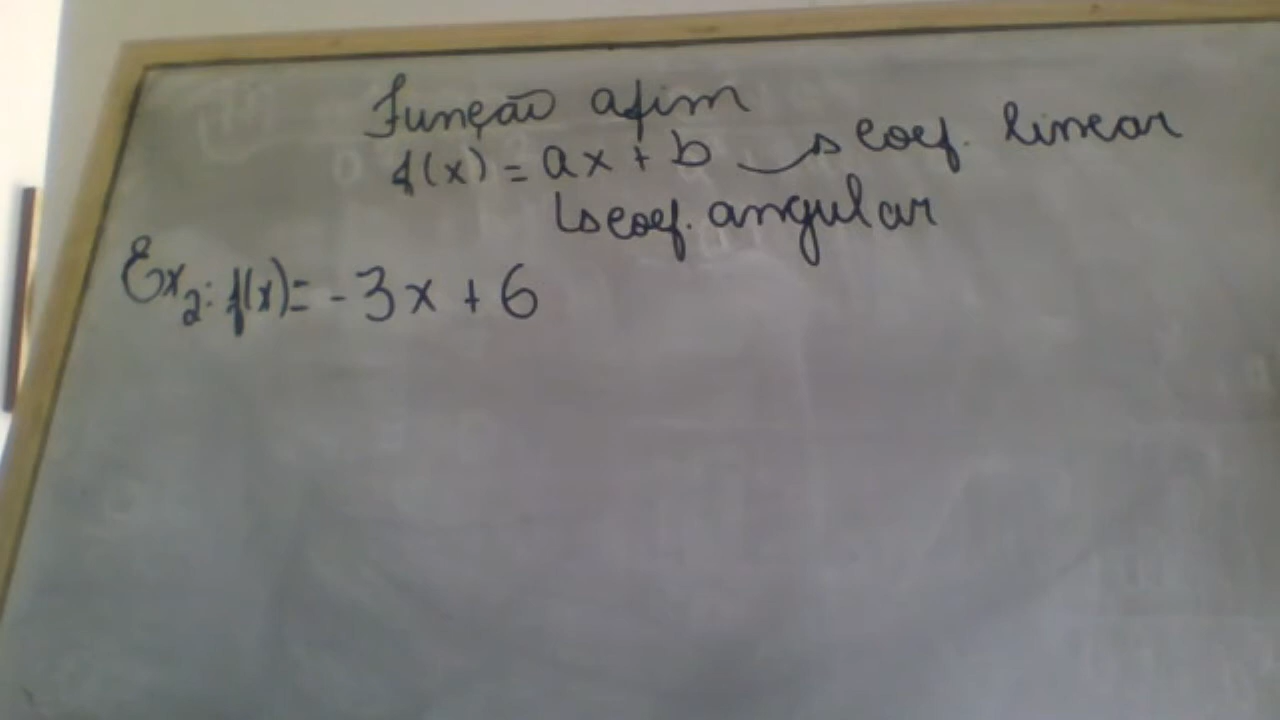 Função afim
f(x) = ax + b ↳ coef. linear
↳ coef. angular
Ex2: f(x) = -3x + 6